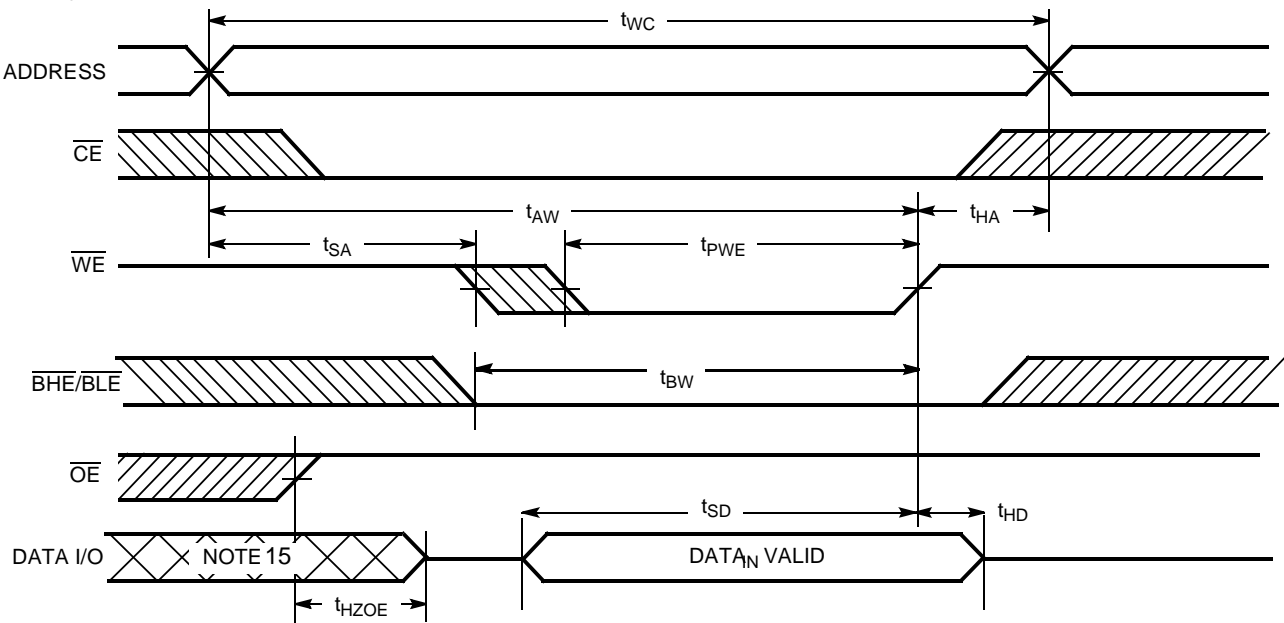 tWC
ADDRESS
CE
tAW
tHA
tSA
tPWE
WE
BHE/BLE
tBW
OE
tSD
tHD
DATA I/O
NOTE 15
DATAIN VALID
tHZOE